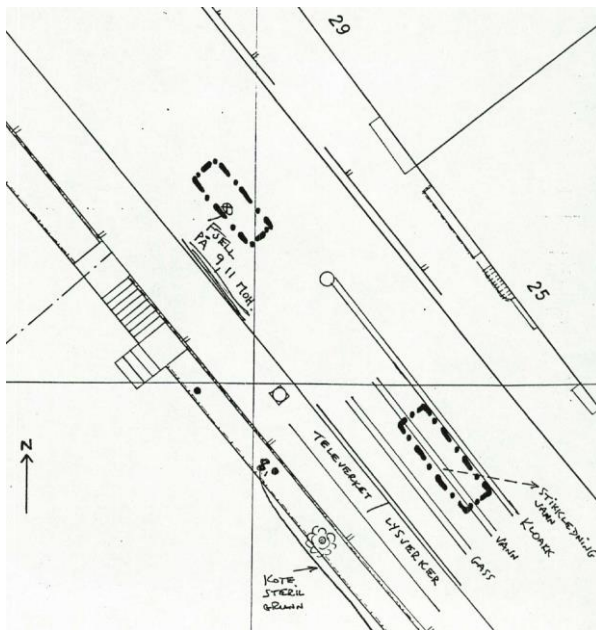 29
FJELL
PÅ
9,11 MOH.
25
N
TELEVERKET / LYSVERKER
STIKKLEDNING
VANN
KLOAKK
VANN
GASS
KOTE
STERIL
GRUNN